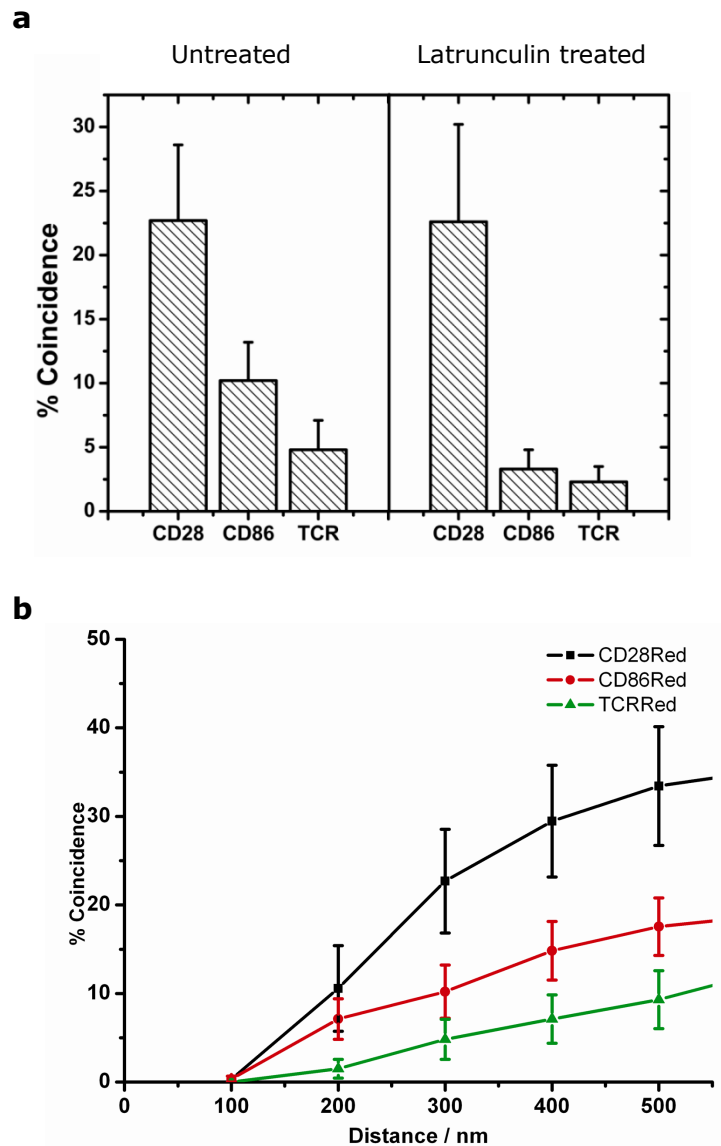 a
Untreated Latrunculin treated
% Coincidence
30
25
20
15
10
5
0
CD28 CD86 TCR CD28 CD86 TCR
b
% Coincidence
50
40
30
20
10
0
CD28Red
CD86Red
TCRRed
0 100 200 300 400 500
Distance / nm